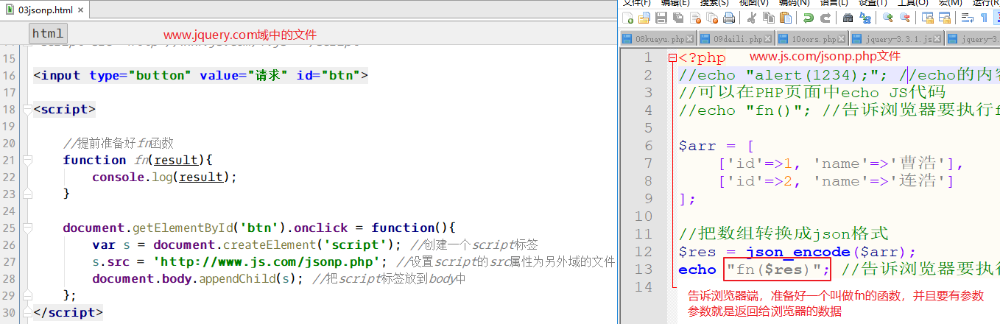 03jsonp.html
html
www.jquery.com域中的文件
15
16 <input type="button" value="请求" id="btn">
17
18 <script>
19
20 //提前准备好fn函数
21 function fn(result){
22 console.log(result);
23 }
24
25 document.getElementById('btn').onclick = function(){
26 var s = document.createElement('script'); //创建一个script标签
27 s.src = 'http://www.js.com/jsonp.php'; //设置script的src属性为另外域的文件
28 document.body.appendChild(s); //把script标签放到body中
29 };
30 </script>
文件(F) 编辑(E) 搜索(S) 视图(V) 编码(N) 语言(L) 设置(T) 工具(O) 宏(M) 运行(R)
08kuayu.php 09daili.php 10cors.php jquery-3.3.1.js jquery-3.
1 <?php www.js.com/jsonp.php文件
2 //echo "alert(1234);"; //echo的内容
3 //可以在PHP页面中echo JS代码
4 //echo "fn()"; //告诉浏览器要执行f
5
6 $arr = [
7 ['id'=>1, 'name'=>'曹浩'],
8 ['id'=>2, 'name'=>'连浩']
9 ];
10
11 //把数组转换成json格式
12 $res = json_encode($arr);
13 echo "fn($res)"; //告诉浏览器要执行
14
告诉浏览器端，准备好一个叫做fn的函数，并且要有参数
参数就是返回给浏览器的数据